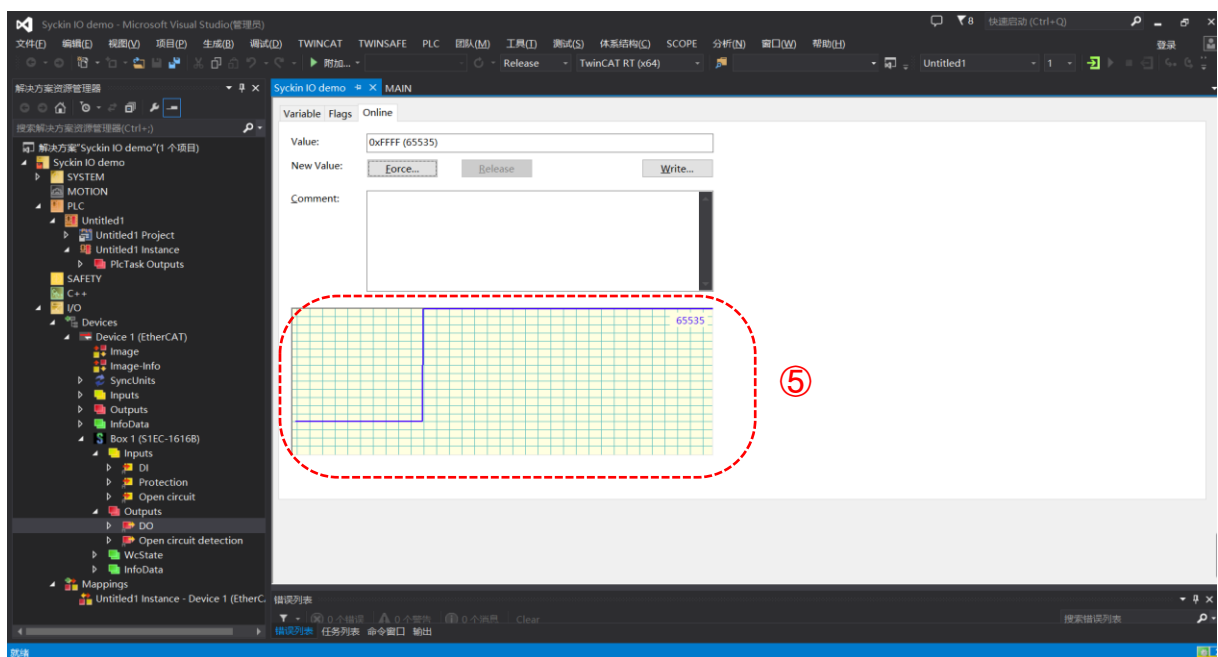 Syckin IO demo - Microsoft Visual Studio(管理员)
8 快速启动 (Ctrl+Q)
文件(F) 编辑(E) 视图(V) 项目(P) 生成(B) 调试(D) TWINCAT TWINSAFE PLC 团队(M) 工具(T) 测试(S) 体系结构(C) SCOPE 分析(N) 窗口(W) 帮助(H) 登录
附加... Release TwinCAT RT (x64) Untitled1 1
解决方案资源管理器
搜索解决方案资源管理器(Ctrl+;)
解决方案"Syckin IO demo"(1 个项目)
Syckin IO demo
SYSTEM
MOTION
PLC
Untitled1
Untitled1 Project
Untitled1 Instance
PlcTask Outputs
SAFETY
C++
I/O
Devices
Device 1 (EtherCAT)
Image
Image-Info
SyncUnits
Inputs
Outputs
InfoData
Box 1 (S1EC-1616B)
Inputs
DI
Protection
Open circuit
Outputs
DO
Open circuit detection
WcState
InfoData
Mappings
Untitled1 Instance - Device 1 (EtherC
Syckin IO demo MAIN
Variable Flags Online
Value: 0xFFFF (65535)
New Value: Force... Release Write...
Comment:
65535
⑤
错误列表
0 个错误 0 个警告 0 个消息 Clear 搜索错误列表
错误列表 任务列表 命令窗口 输出
就绪